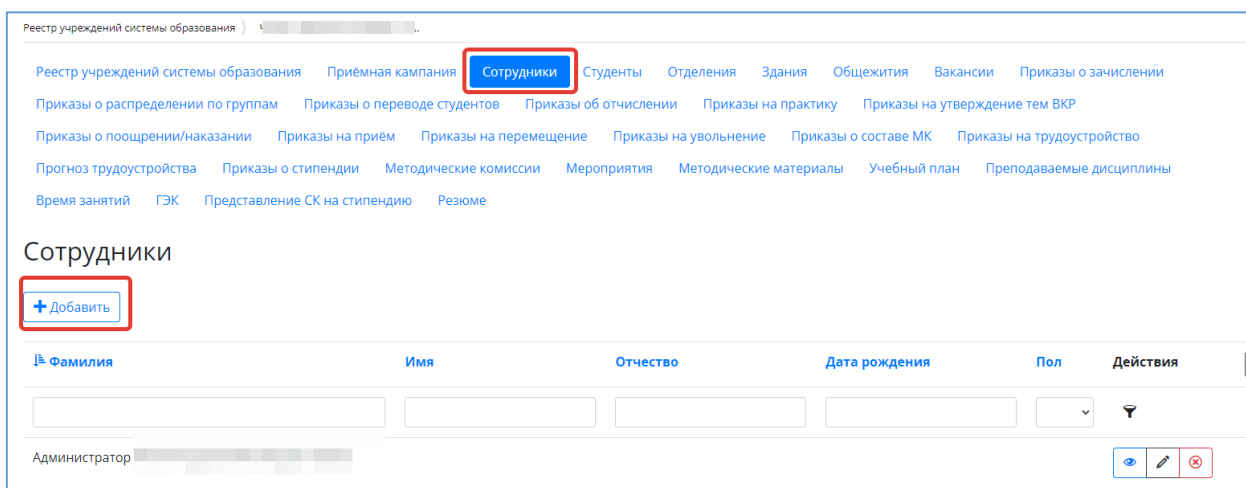 Реестр учреждений системы образования
Реестр учреждений системы образования Приёмная кампания Сотрудники Студенты Отделения Здания Общежития Вакансии Приказы о зачислении
Приказы о распределении по группам Приказы о переводе студентов Приказы об отчислении Приказы на практику Приказы на утверждение тем ВКР
Приказы о поощрении/наказании Приказы на приём Приказы на перемещение Приказы на увольнение Приказы о составе МК Приказы на трудоустройство
Прогноз трудоустройства Приказы о стипендии Методические комиссии Мероприятия Методические материалы Учебный план Преподаваемые дисциплины
Время занятий ГЭК Представление СК на стипендию Резюме
Сотрудники
Добавить
Фамилия Имя Отчество Дата рождения Пол Действия
Администратор